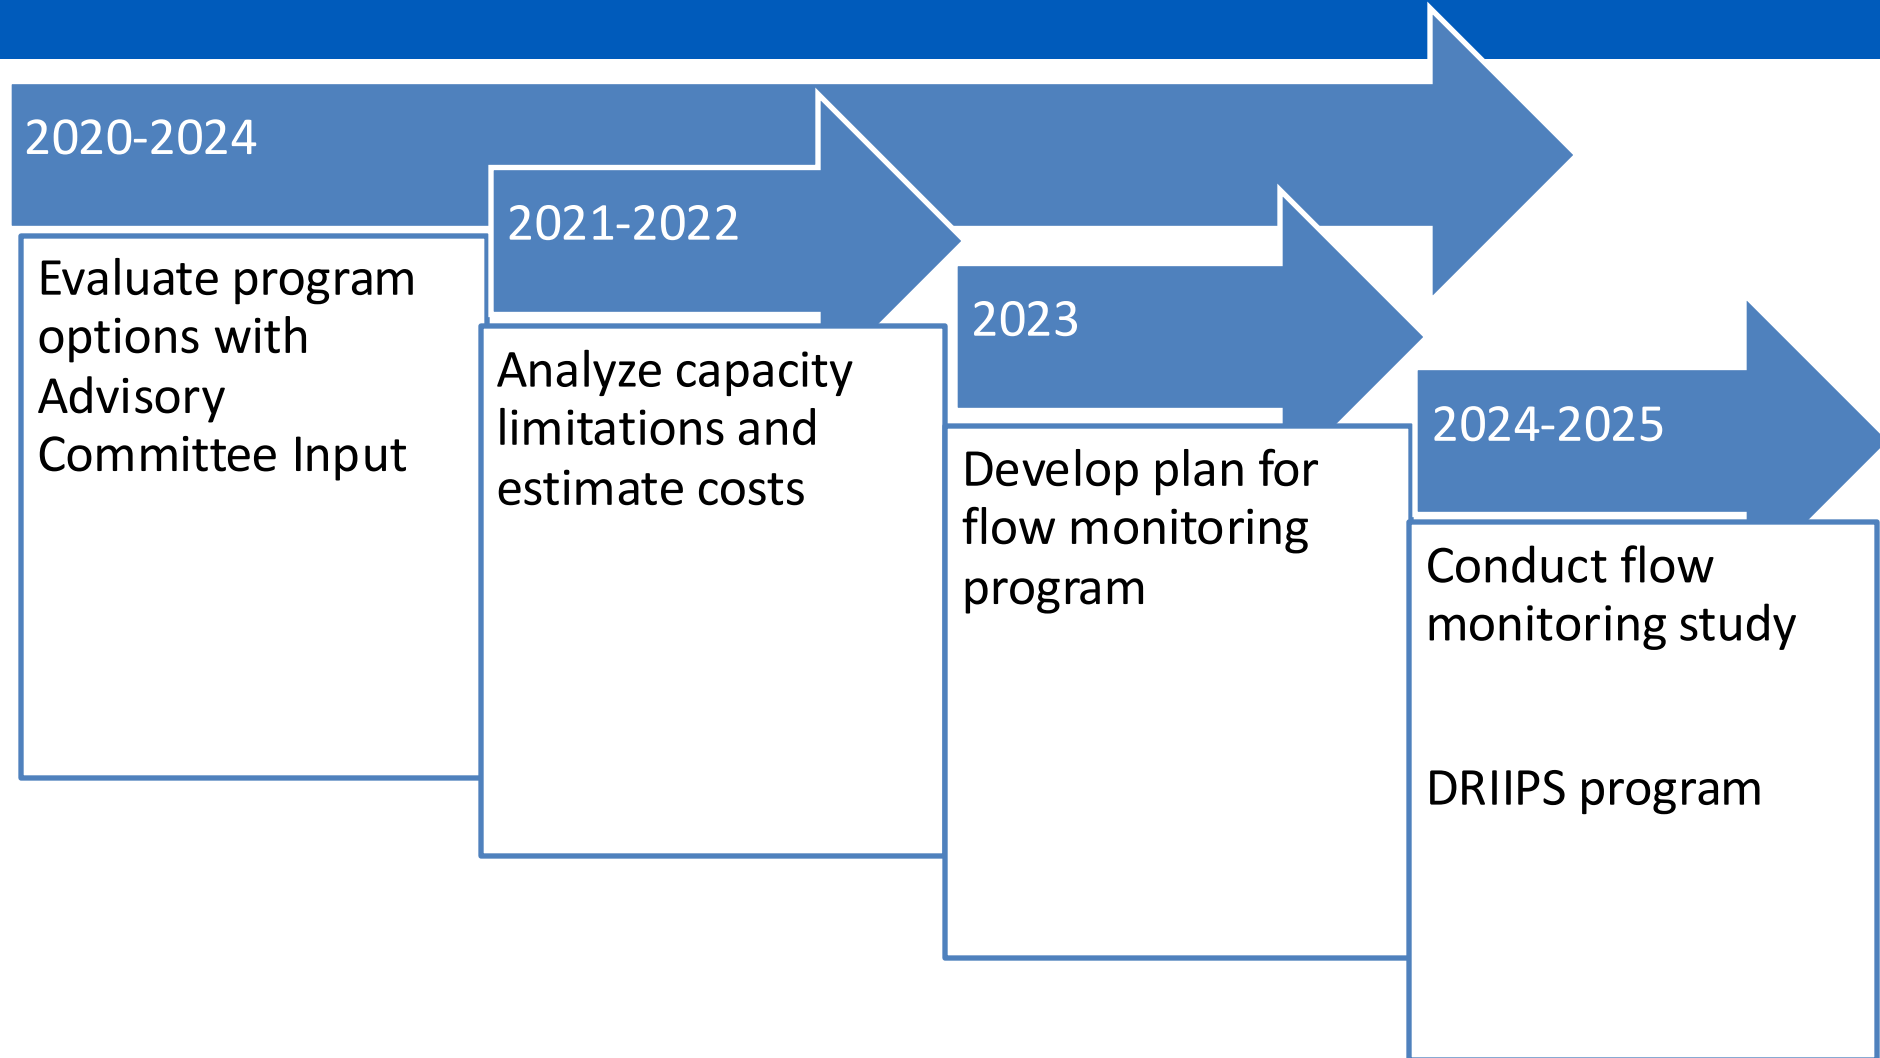 2020-2024
Evaluate program
options with
Advisory
Committee Input
2021-2022
Analyze capacity
limitations and
estimate costs
2023
Develop plan for
flow monitoring
program
2024-2025
Conduct flow
monitoring study
DRIIPS program